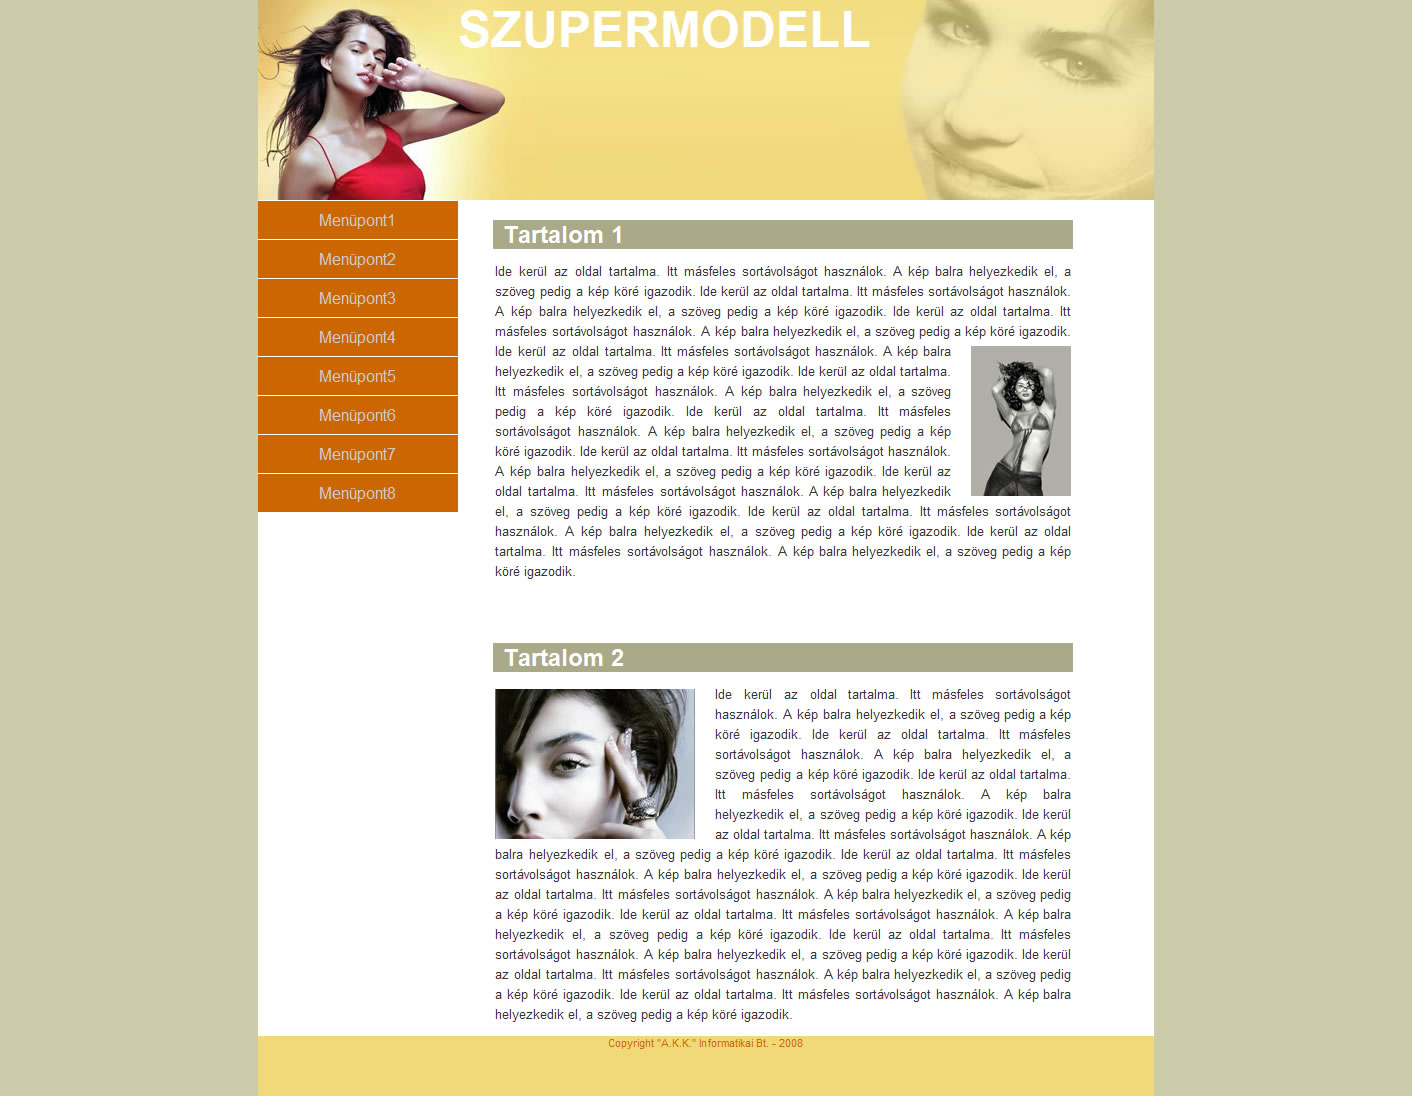 SZUPERMODELL
Menüpont1
Menüpont2
Menüpont3
Menüpont4
Menüpont5
Menüpont6
Menüpont7
Menüpont8
Tartalom 1
Ide kerül az oldal tartalma. Itt másfeles sortávolságot használok. A kép balra helyezkedik el, a
szöveg pedig a kép köré igazodik. Ide kerül az oldal tartalma. Itt másfeles sortávolságot használok.
A kép balra helyezkedik el, a szöveg pedig a kép köré igazodik. Ide kerül az oldal tartalma. Itt
másfeles sortávolságot használok. A kép balra helyezkedik el, a szöveg pedig a kép köré igazodik.
Ide kerül az oldal tartalma. Itt másfeles sortávolságot használok. A kép balra
helyezkedik el, a szöveg pedig a kép köré igazodik. Ide kerül az oldal tartalma.
Itt másfeles sortávolságot használok. A kép balra helyezkedik el, a szöveg
pedig a kép köré igazodik. Ide kerül az oldal tartalma. Itt másfeles
sortávolságot használok. A kép balra helyezkedik el, a szöveg pedig a kép
köré igazodik. Ide kerül az oldal tartalma. Itt másfeles sortávolságot használok.
A kép balra helyezkedik el, a szöveg pedig a kép köré igazodik. Ide kerül az
oldal tartalma. Itt másfeles sortávolságot használok. A kép balra helyezkedik
el, a szöveg pedig a kép köré igazodik. Ide kerül az oldal tartalma. Itt másfeles sortávolságot
használok. A kép balra helyezkedik el, a szöveg pedig a kép köré igazodik. Ide kerül az oldal
tartalma. Itt másfeles sortávolságot használok. A kép balra helyezkedik el, a szöveg pedig a kép
köré igazodik.
Tartalom 2
Ide kerül az oldal tartalma. Itt másfeles sortávolságot
használok. A kép balra helyezkedik el, a szöveg pedig a kép
köré igazodik. Ide kerül az oldal tartalma. Itt másfeles
sortávolságot használok. A kép balra helyezkedik el, a
szöveg pedig a kép köré igazodik. Ide kerül az oldal tartalma.
Itt másfeles sortávolságot használok. A kép balra
helyezkedik el, a szöveg pedig a kép köré igazodik. Ide kerül
az oldal tartalma. Itt másfeles sortávolságot használok. A kép
balra helyezkedik el, a szöveg pedig a kép köré igazodik. Ide kerül az oldal tartalma. Itt másfeles
sortávolságot használok. A kép balra helyezkedik el, a szöveg pedig a kép köré igazodik. Ide kerül
az oldal tartalma. Itt másfeles sortávolságot használok. A kép balra helyezkedik el, a szöveg pedig
a kép köré igazodik. Ide kerül az oldal tartalma. Itt másfeles sortávolságot használok. A kép balra
helyezkedik el, a szöveg pedig a kép köré igazodik. Ide kerül az oldal tartalma. Itt másfeles
sortávolságot használok. A kép balra helyezkedik el, a szöveg pedig a kép köré igazodik. Ide kerül
az oldal tartalma. Itt másfeles sortávolságot használok. A kép balra helyezkedik el, a szöveg pedig
a kép köré igazodik. Ide kerül az oldal tartalma. Itt másfeles sortávolságot használok. A kép balra
helyezkedik el, a szöveg pedig a kép köré igazodik.
Copyright "A.K.K." Informatikai Bt. - 2008